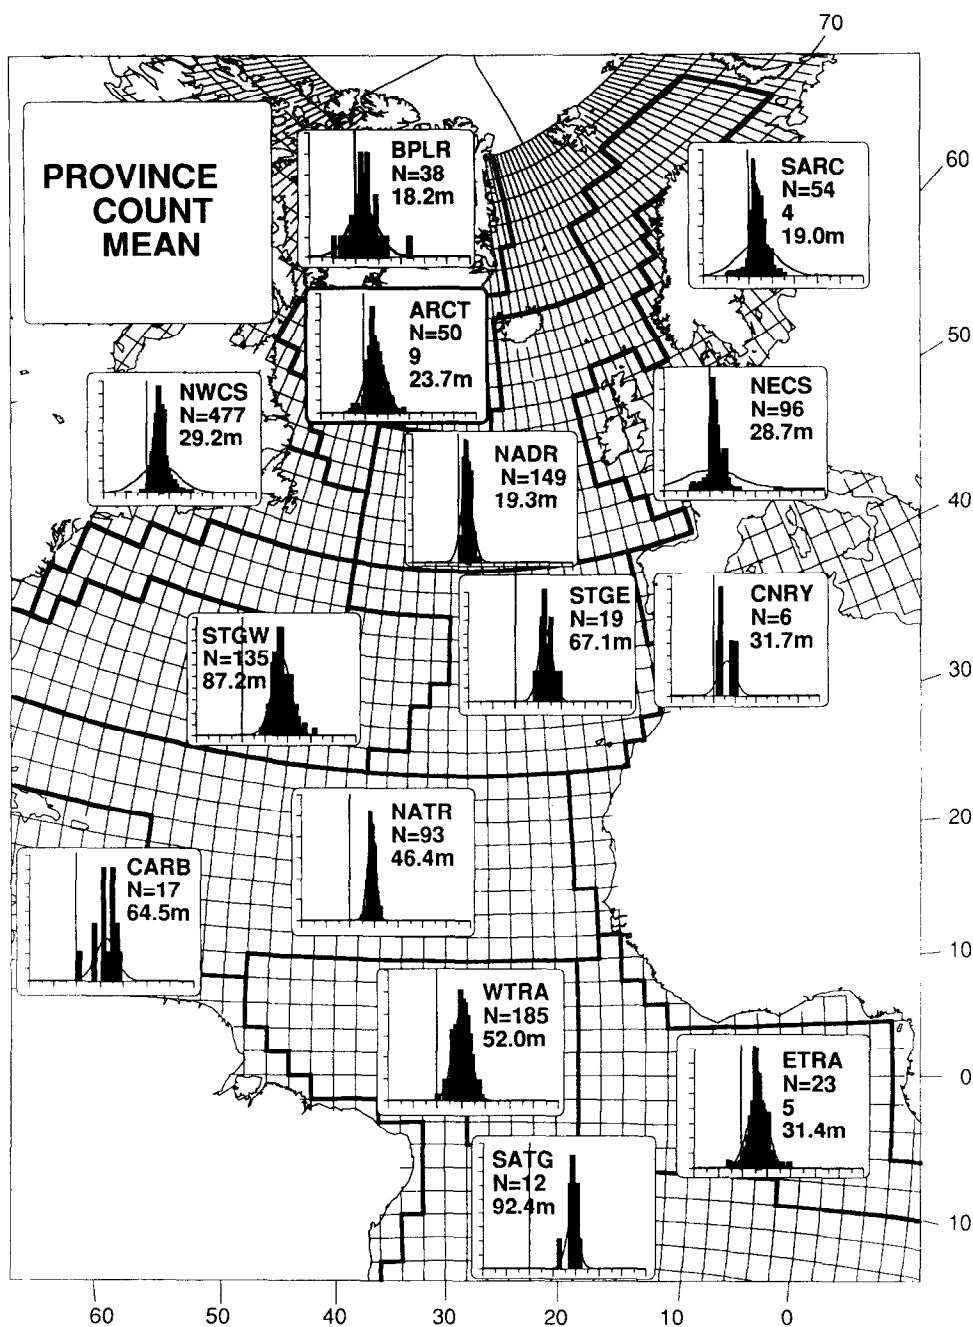 70
PROVINCE
COUNT
MEAN
BPLR
N=38
18.2m
SARC
N=54
4
19.0m
60
ARCT
N=50
9
23.7m
50
NWCS
N=477
29.2m
NECS
N=96
28.7m
NADR
N=149
19.3m
40
STGE
N=19
67.1m
CNRY
N=6
31.7m
STGW
N=135
87.2m
30
NATR
N=93
46.4m
20
CARB
N=17
64.5m
10
WTRA
N=185
52.0m
ETRA
N=23
5
31.4m
0
SATG
N=12
92.4m
10
60 50 40 30 20 10 0